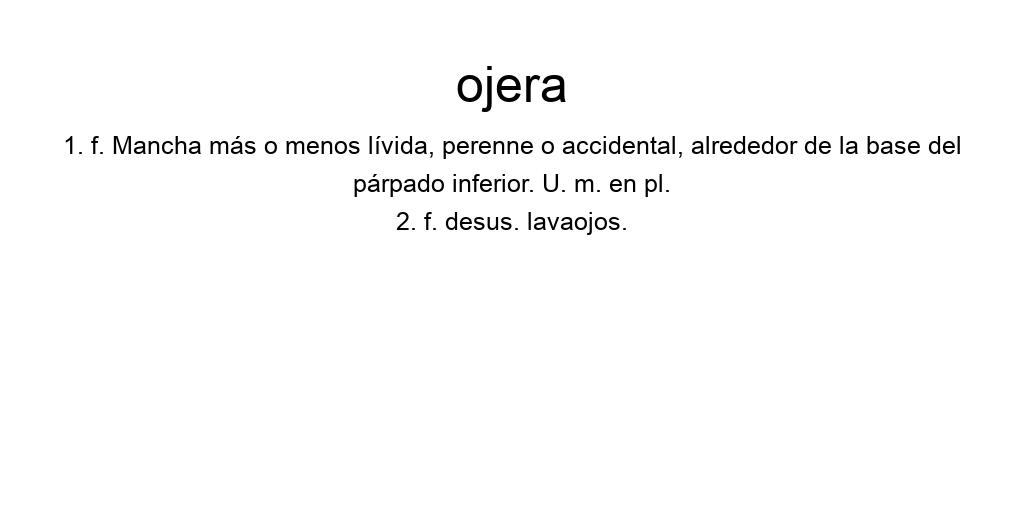 ojera
1. f. Mancha más o menos lívida, perenne o accidental, alrededor de la base del
párpado inferior. U. m. en pl.
2. f. desus. lavaojos.